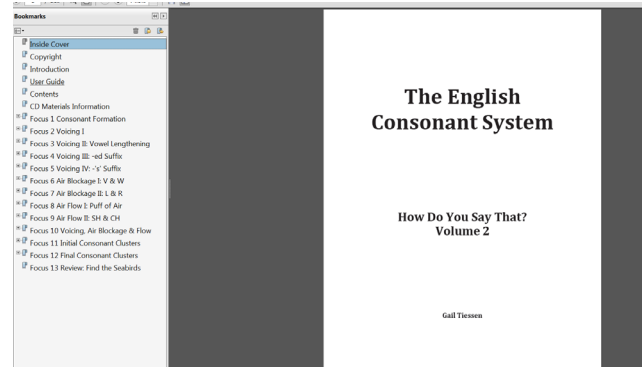 Bookmarks
Inside Cover
Copyright
Introduction
User Guide
Contents
CD Materials Information
Focus 1 Consonant Formation
Focus 2 Voicing I
Focus 3 Voicing II: Vowel Lengthening
Focus 4 Voicing III: -ed Suffix
Focus 5 Voicing IV: -'s' Suffix
Focus 6 Air Blockage I: V & W
Focus 7 Air Blockage II: L & R
Focus 8 Air Flow I: Puff of Air
Focus 9 Air Flow II: SH & CH
Focus 10 Voicing, Air Blockage & Flow
Focus 11 Initial Consonant Clusters
Focus 12 Final Consonant Clusters
Focus 13 Review: Find the Seabirds
The English
Consonant System
How Do You Say That?
Volume 2
Gail Tiessen